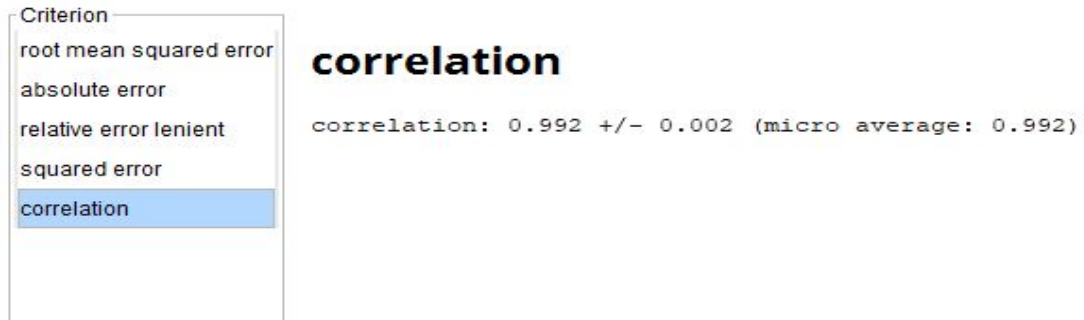 Criterion
root mean squared error
absolute error
relative error lenient
squared error
correlation
correlation
correlation: 0.992 +/- 0.002 (micro average: 0.992)